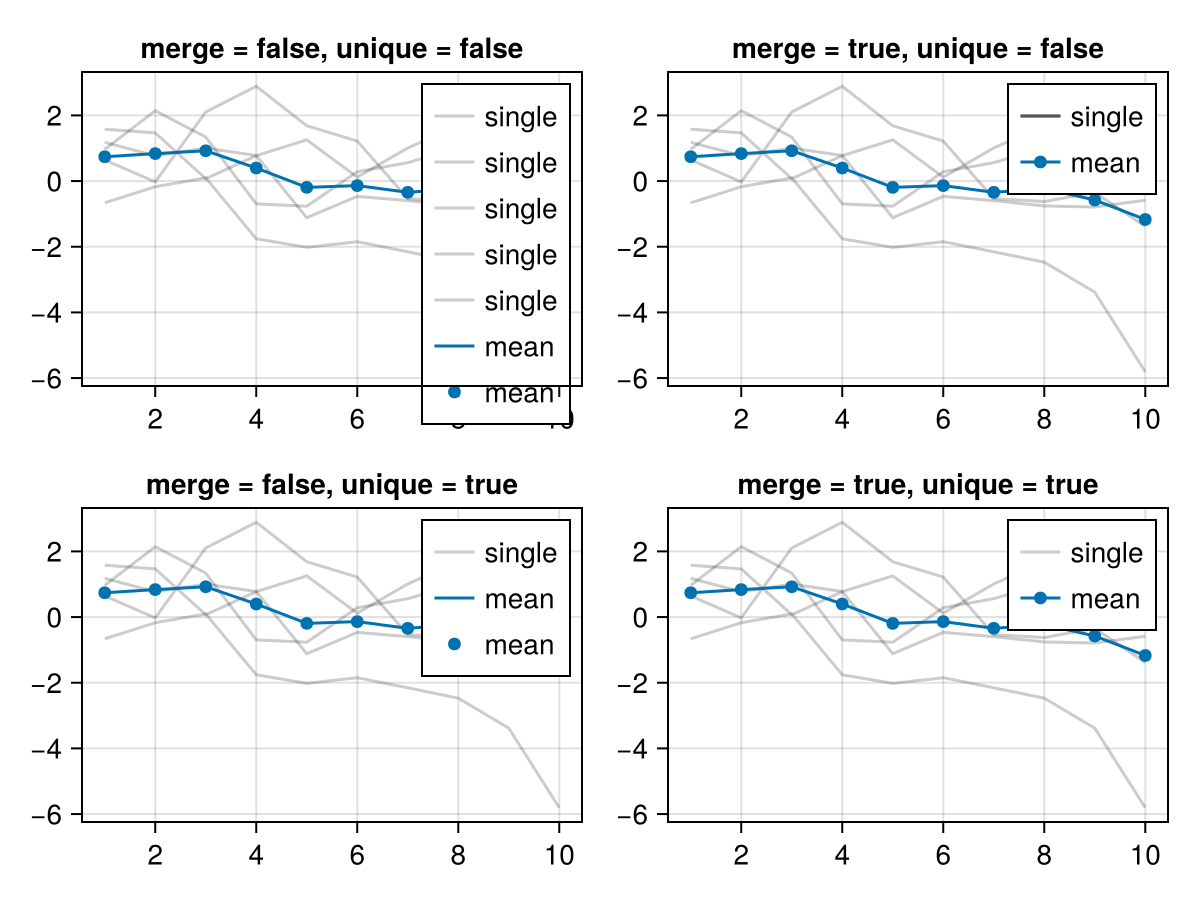 merge = false, unique = false
2
0
−2
−4
−6
2
4
6
8
10
single
single
single
single
single
mean
mean
merge = true, unique = false
2
0
−2
−4
−6
2
4
6
8
10
single
mean
merge = false, unique = true
2
0
−2
−4
−6
2
4
6
8
10
single
mean
mean
merge = true, unique = true
2
0
−2
−4
−6
2
4
6
8
10
single
mean